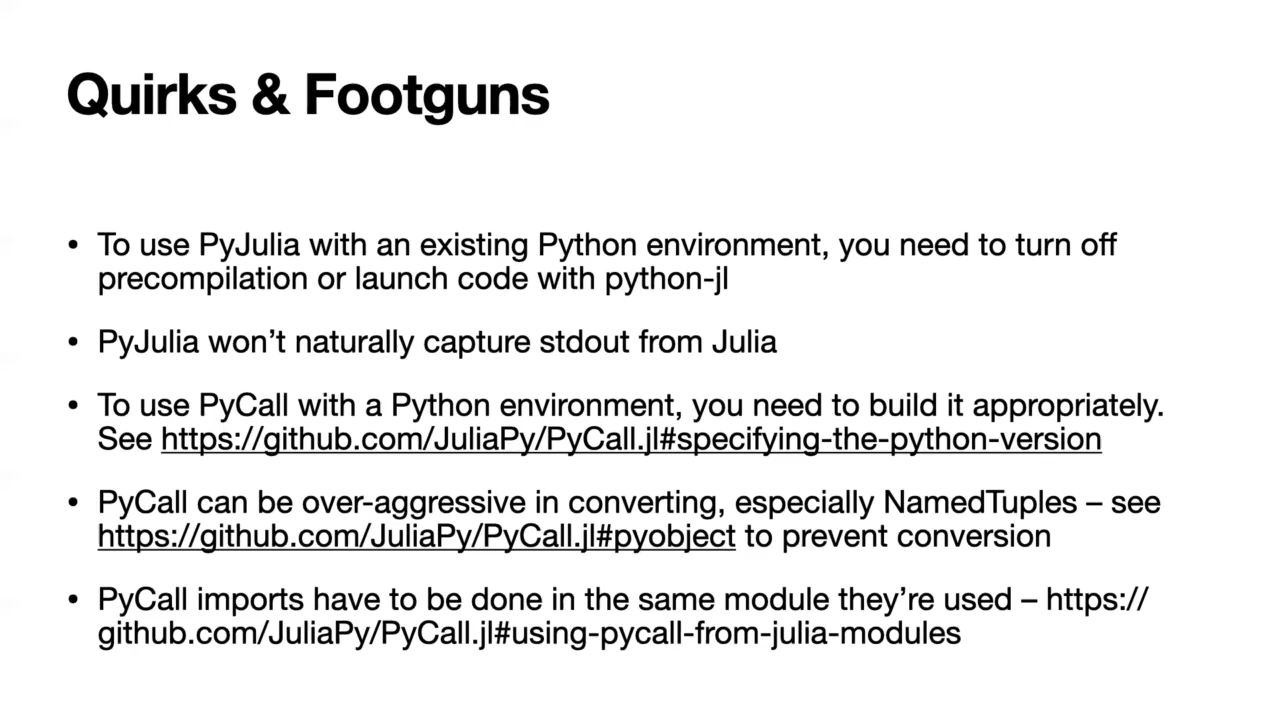 Quirks & Footguns
• To use PyJulia with an existing Python environment, you need to turn off
precompilation or launch code with python-jl
• PyJulia won’t naturally capture stdout from Julia
• To use PyCall with a Python environment, you need to build it appropriately.
See https://github.com/JuliaPy/PyCall.jl#specifying-the-python-version
• PyCall can be over-aggressive in converting, especially NamedTuples – see
https://github.com/JuliaPy/PyCall.jl#pyobject to prevent conversion
• PyCall imports have to be done in the same module they’re used – https://
github.com/JuliaPy/PyCall.jl#using-pycall-from-julia-modules